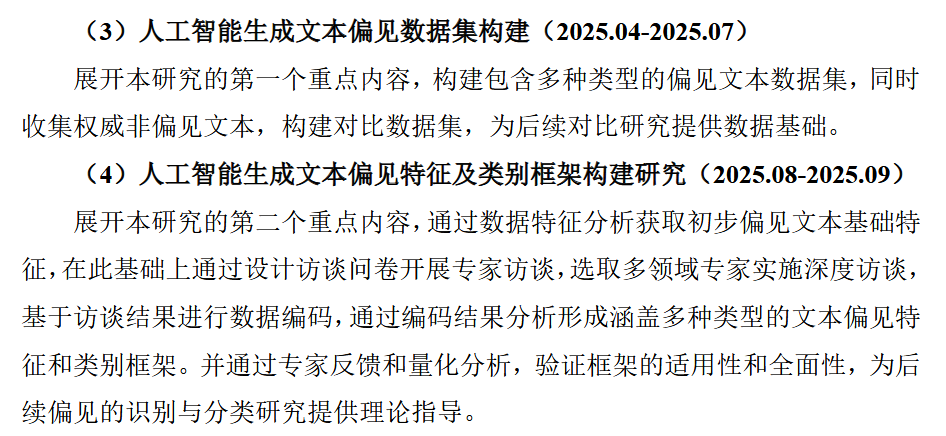 （3）人工智能生成文本偏见数据集构建（2025.04-2025.07）
展开本研究的第一个重点内容，构建包含多种类型的偏见文本数据集，同时
收集权威非偏见文本，构建对比数据集，为后续对比研究提供数据基础。
（4）人工智能生成文本偏见特征及类别框架构建研究（2025.08-2025.09）
展开本研究的第二个重点内容，通过数据特征分析获取初步偏见文本基础特
征，在此基础上通过设计访谈问卷开展专家访谈，选取多领域专家实施深度访谈，
基于访谈结果进行数据编码，通过编码结果分析形成涵盖多种类型的文本偏见特
征和类别框架。并通过专家反馈和量化分析，验证框架的适用性和全面性，为后
续偏见的识别与分类研究提供理论指导。